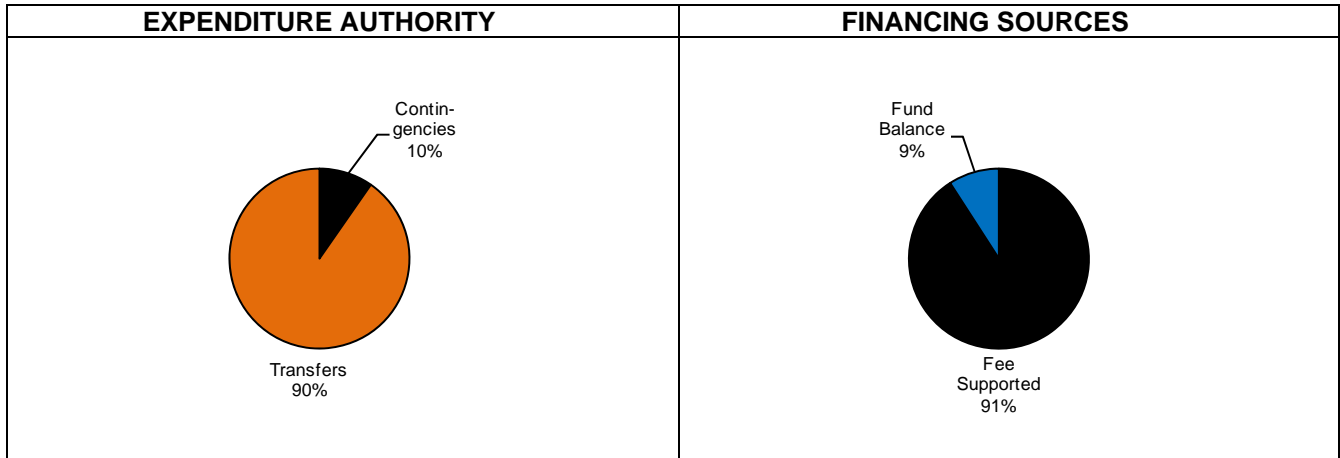 EXPENDITURE AUTHORITY
Contin-
gencies
10%
Transfers
90%
FINANCING SOURCES
Fund
Balance
9%
Fee
Supported
91%